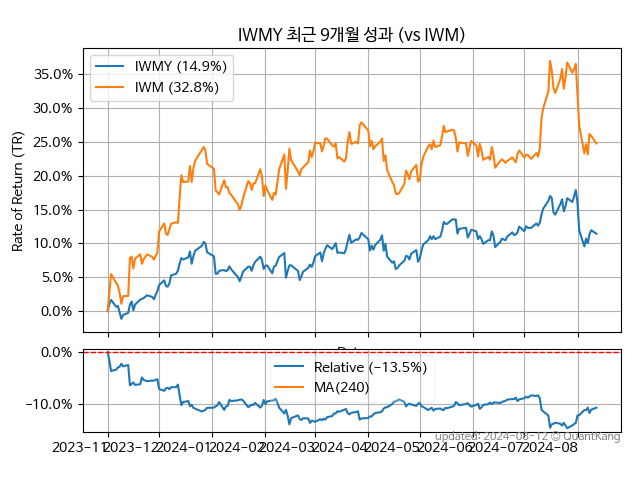 IWMY 최근 9개월 성과 (vs IWM)
IWMY (14.9%)
IWM (32.8%)
Rate of Return (TR)
35.0%
30.0%
25.0%
20.0%
15.0%
10.0%
5.0%
0.0%
0.0%
−10.0%
Relative (−13.5%)
MA(240)
2023−11 2023−12 2024−01 2024−02 2024−03 2024−04 2024−05 2024−06 2024−07 2024−08
updated: 2024−08−12 © QuantKang